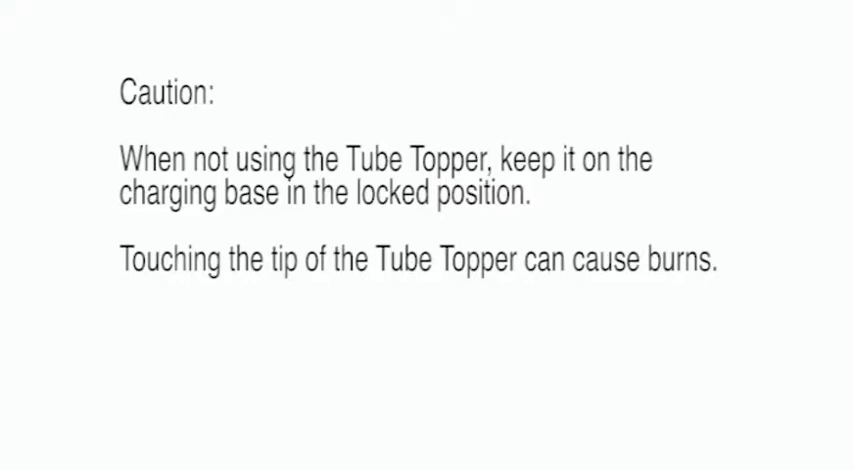 Caution:
When not using the Tube Topper, keep it on the
charging base in the locked position.
Touching the tip of the Tube Topper can cause burns.